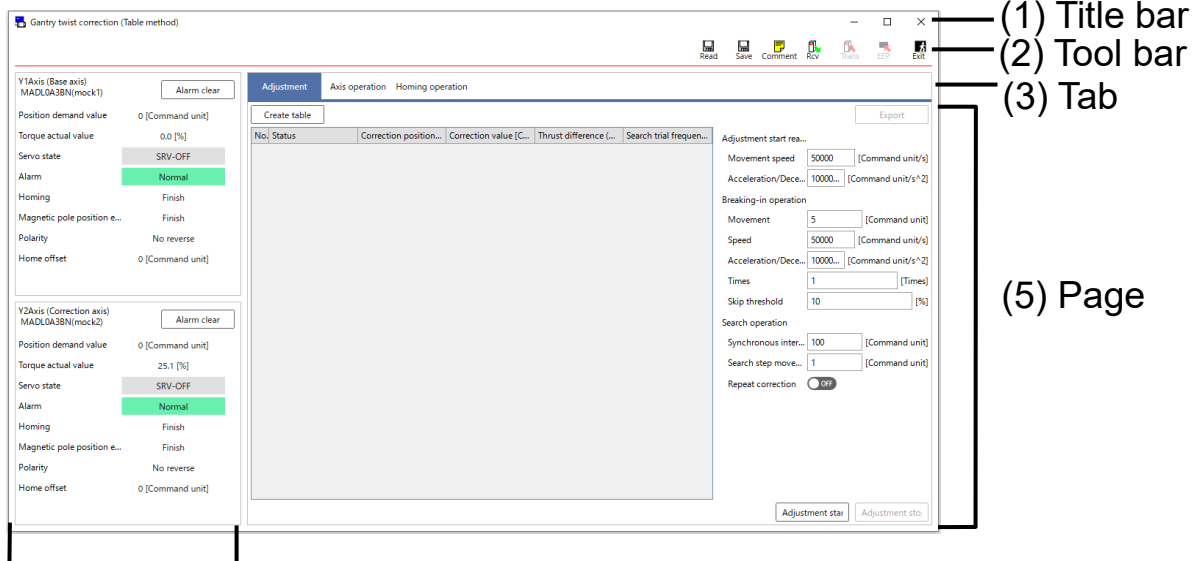 Gantry twist correction (Table method)
(1) Title bar
Read Save Comment Rcv Trans EEP Exit
(2) Tool bar
Y1Axis (Base axis)
MADL0A3BN(mock1)
Alarm clear
Position demand value 0 [Command unit]
Torque actual value 0.0 [%]
Servo state SRV-OFF
Alarm Normal
Homing Finish
Magnetic pole position e... Finish
Polarity No reverse
Home offset 0 [Command unit]
Y2Axis (Correction axis)
MADL0A3BN(mock2)
Alarm clear
Position demand value 0 [Command unit]
Torque actual value 25.1 [%]
Servo state SRV-OFF
Alarm Normal
Homing Finish
Magnetic pole position e... Finish
Polarity No reverse
Home offset 0 [Command unit]
Adjustment Axis operation Homing operation
(3) Tab
Create table Export
No. Status Correction position... Correction value [C... Thrust difference (... Search trial frequen...
Adjustment start rea...
Movement speed 50000 [Command unit/s]
Acceleration/Dece... 10000... [Command unit/s^2]
Breaking-in operation
Movement 5 [Command unit]
Speed 50000 [Command unit/s]
Acceleration/Dece... 10000... [Command unit/s^2]
Times 1 [Times]
Skip threshold 10 [%]
Search operation
Synchronous inter... 100 [Command unit]
Search step move... 1 [Command unit]
Repeat correction OFF
(5) Page
Adjustment star Adjustment sto